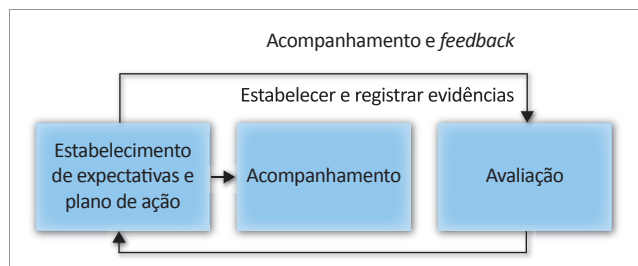 Acompanhamento e feedback
Estabelecer e registrar evidências
Estabelecimento
de expectativas e
plano de ação
Acompanhamento
Avaliação